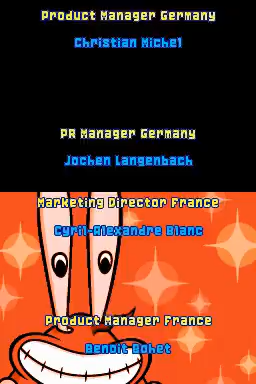 Product Manager Germany
Christian Michel
PR Manager Germany
Jochen Langenbach
Marketing Director France
Cyril-Alexandre Blanc
Product Manager France
Benoît Bohet